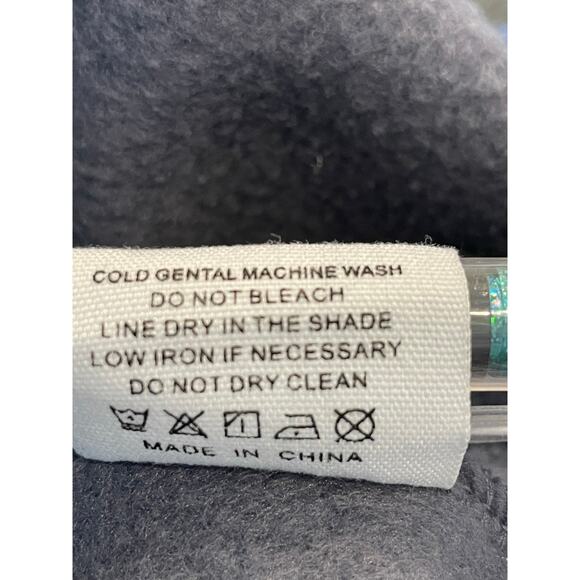 COLD GENTAL MACHINE WASH
DO NOT BLEACH
LINE DRY IN THE SHADE
LOW IRON IF NECESSARY
DO NOT DRY CLEAN
MADE IN CHINA